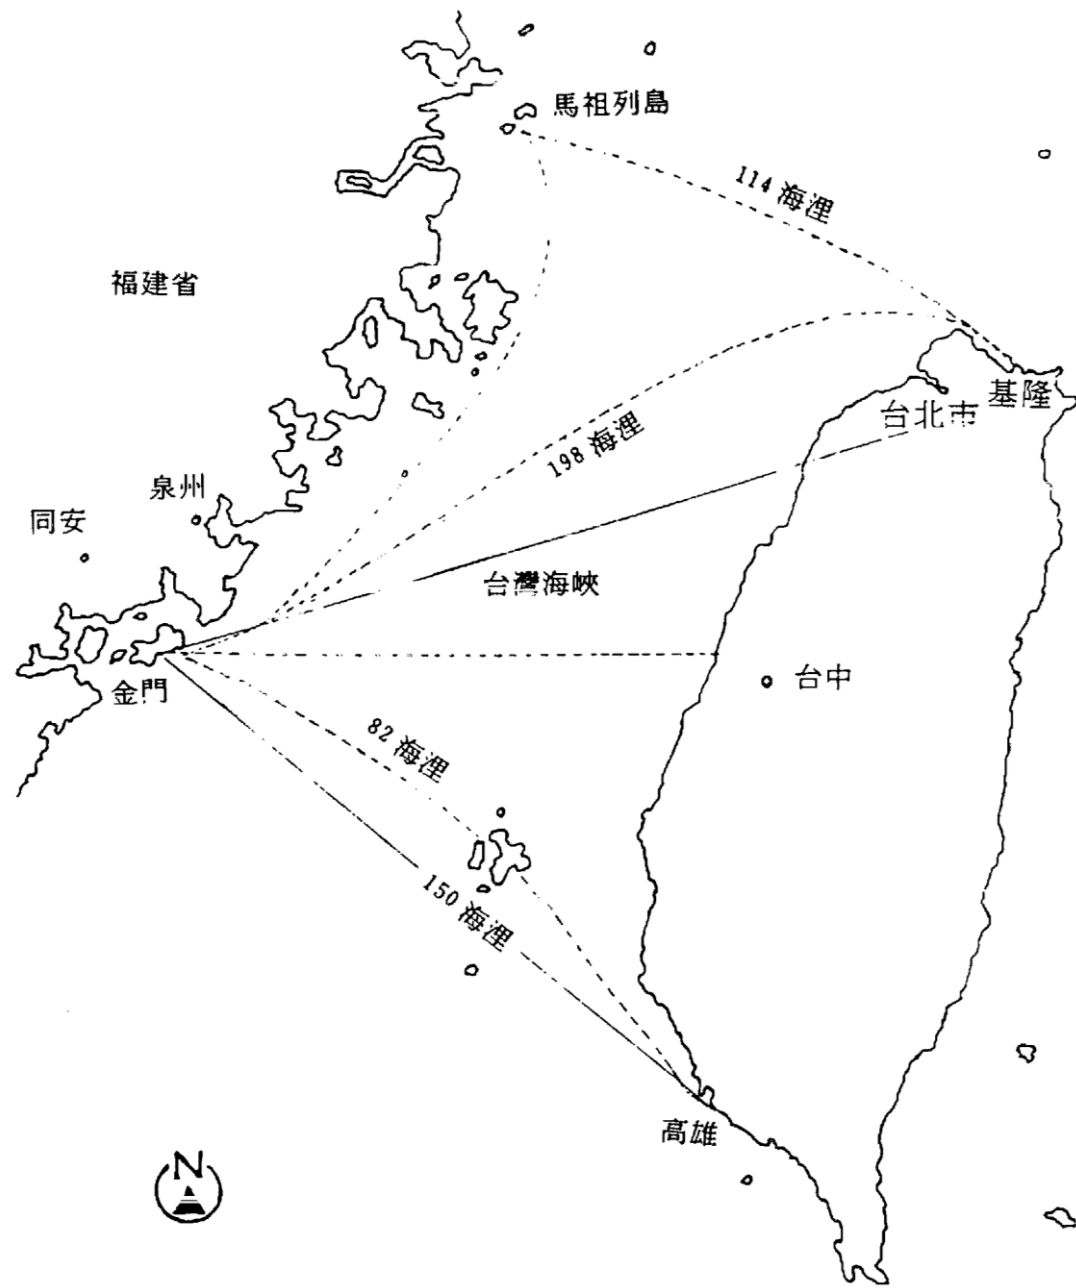 馬祖列島
114 海浬
福建省
基隆
台北市
198 海浬
泉州
同安
台灣海峽
台中
金門
82 海浬
150 海浬
高雄
N